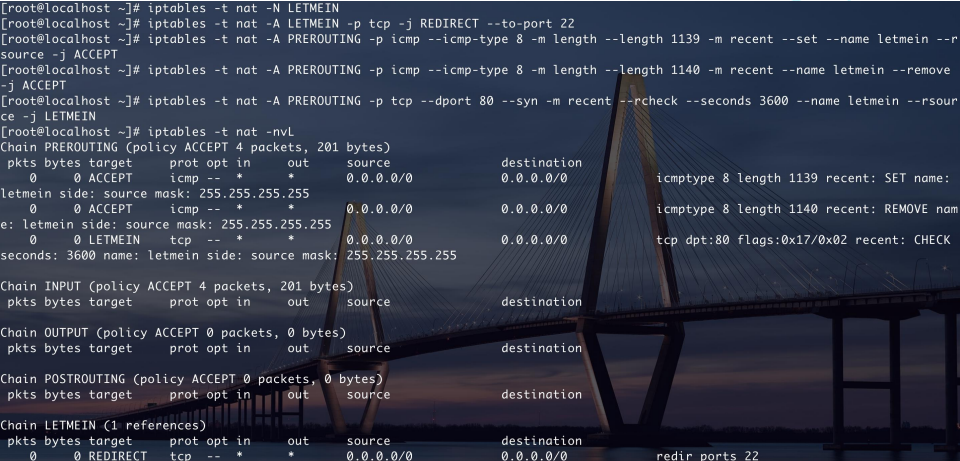 [root@localhost ~]# iptables -t nat -N LETMEIN
[root@localhost ~]# iptables -t nat -A LETMEIN -p tcp -j REDIRECT --to-port 22
[root@localhost ~]# iptables -t nat -A PREROUTING -p icmp --icmp-type 8 -m length --length 1139 -m recent --set --name letmein --r
source -j ACCEPT
[root@localhost ~]# iptables -t nat -A PREROUTING -p icmp --icmp-type 8 -m length --length 1140 -m recent --name letmein --remove
-j ACCEPT
[root@localhost ~]# iptables -t nat -A PREROUTING -p tcp --dport 80 --syn -m recent --rcheck --seconds 3600 --name letmein --rsour
ce -j LETMEIN
[root@localhost ~]# iptables -t nat -nvL
Chain PREROUTING (policy ACCEPT 4 packets, 201 bytes)
pkts bytes target prot opt in out source destination
0 0 ACCEPT icmp -- * * 0.0.0.0/0 0.0.0.0/0 icmptype 8 length 1139 recent: SET name:
letmein side: source mask: 255.255.255.255
0 0 ACCEPT icmp -- * * 0.0.0.0/0 0.0.0.0/0 icmptype 8 length 1140 recent: REMOVE nam
e: letmein side: source mask: 255.255.255.255
0 0 LETMEIN tcp -- * * 0.0.0.0/0 0.0.0.0/0 tcp dpt:80 flags:0x17/0x02 recent: CHECK
seconds: 3600 name: letmein side: source mask: 255.255.255.255
Chain INPUT (policy ACCEPT 4 packets, 201 bytes)
pkts bytes target prot opt in out source destination
Chain OUTPUT (policy ACCEPT 0 packets, 0 bytes)
pkts bytes target prot opt in out source destination
Chain POSTROUTING (policy ACCEPT 0 packets, 0 bytes)
pkts bytes target prot opt in out source destination
Chain LETMEIN (1 references)
pkts bytes target prot opt in out source destination
0 0 REDIRECT tcp -- * * 0.0.0.0/0 0.0.0.0/0 redir ports 22